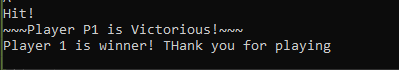 Hit!
~~~Player P1 is Victorious!~~~
Player 1 is winner! THank you for playing